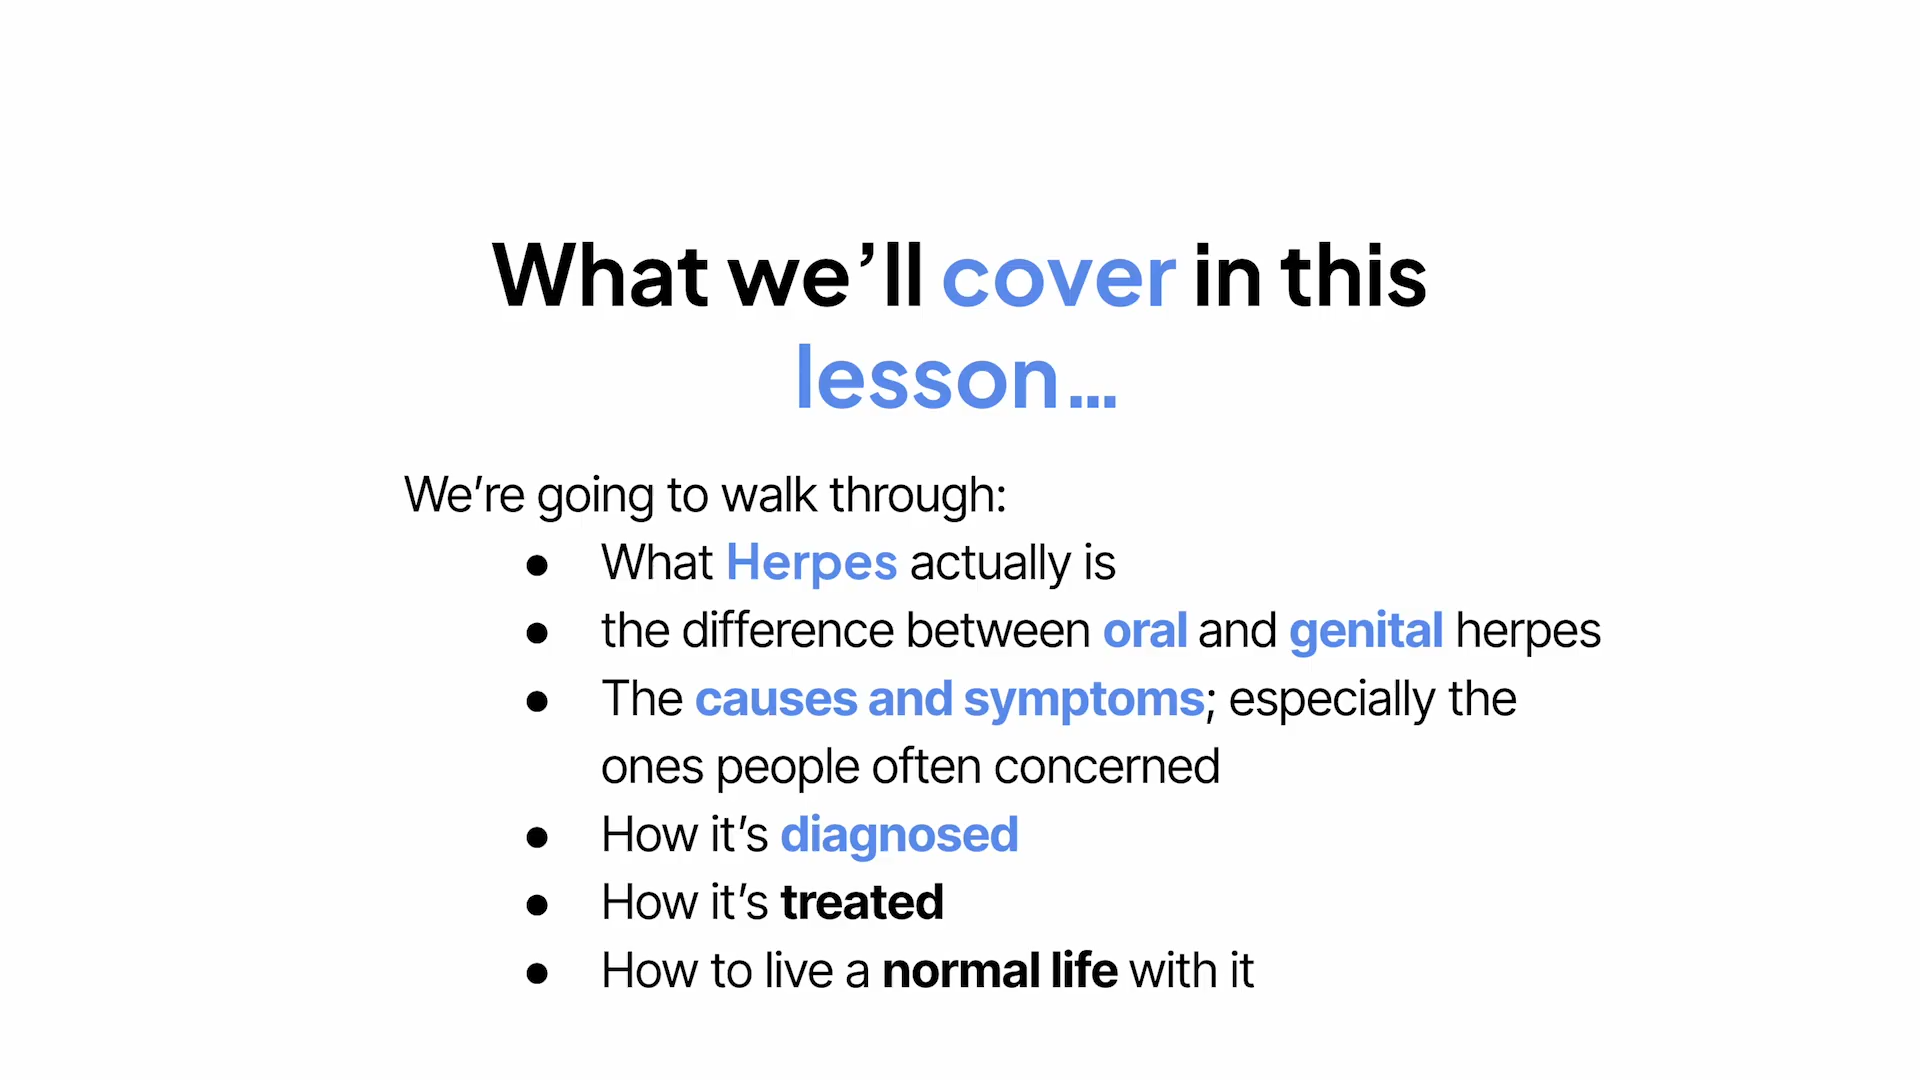 What we’ll cover in this
lesson...
We’re going to walk through:
● What Herpes actually is
● the difference between oral and genital herpes
● The causes and symptoms; especially the
ones people often concerned
● How it’s diagnosed
● How it’s treated
● How to live a normal life with it